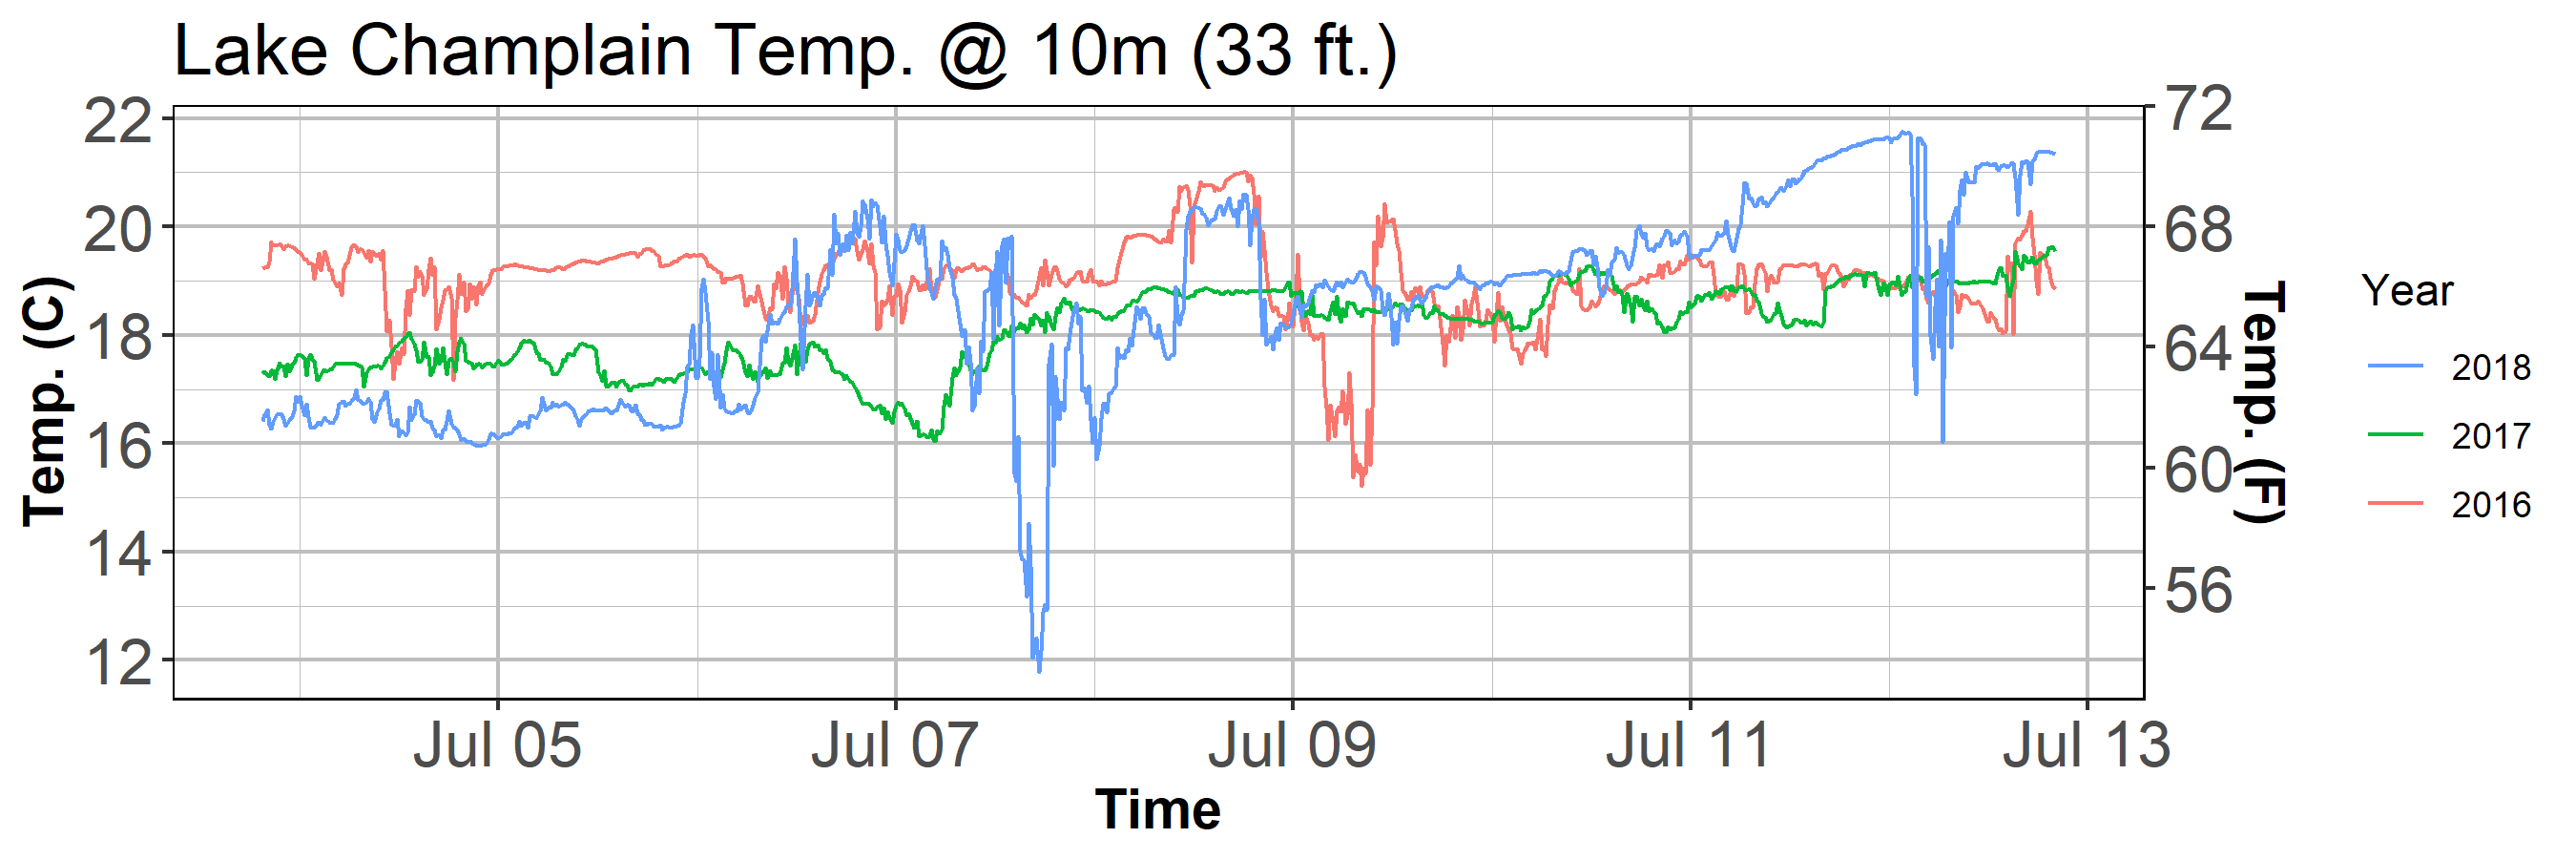 Lake Champlain Temp. @ 10m (33 ft.)
22
20
18
16
14
12
Temp. (C)
72
68
64
60
56
Temp. (F)
Jul 05
Jul 07
Jul 09
Jul 11
Jul 13
Time
Year
2018
2017
2016